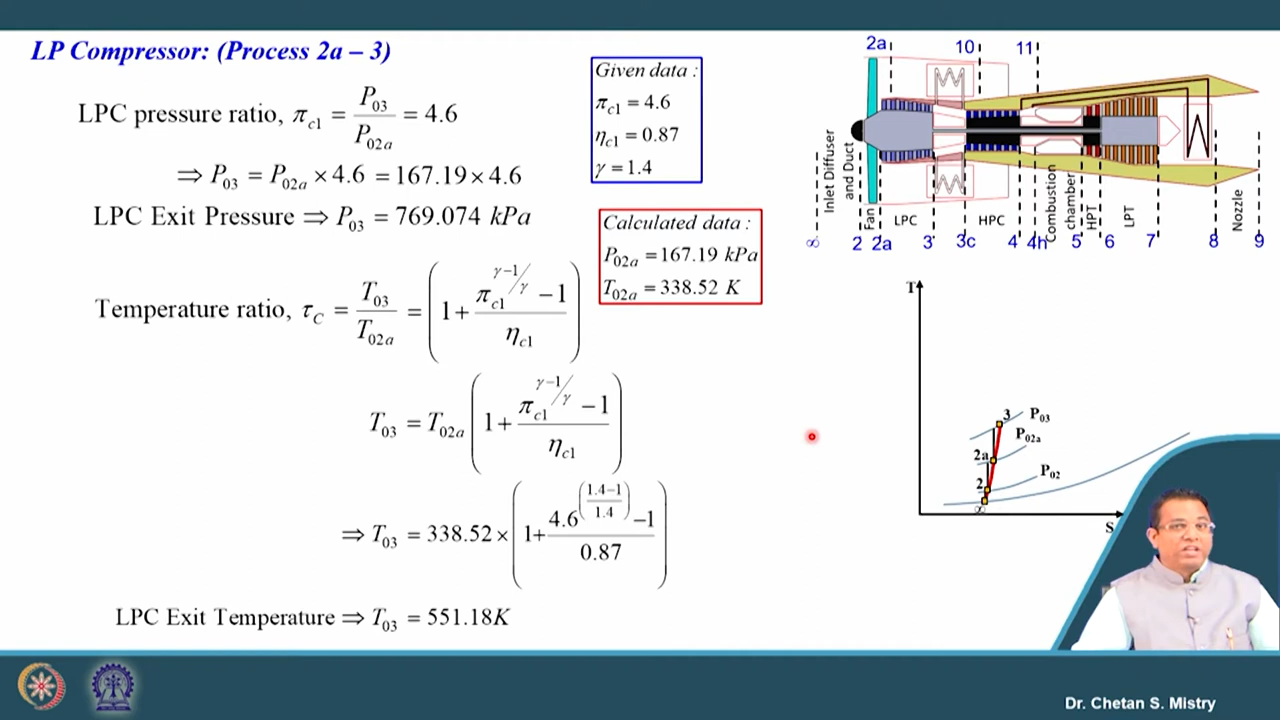 LP Compressor: (Process 2a – 3)
LPC pressure ratio, π_c1 = P_03 / P_02a = 4.6
⇒ P_03 = P_02a × 4.6 = 167.19 × 4.6
LPC Exit Pressure ⇒ P_03 = 769.074 kPa
Temperature ratio, τ_C = T_03 / T_02a = (1 + (π_c1^(γ−1/γ) − 1) / η_c1)
T_03 = T_02a (1 + (π_c1^(γ−1/γ) − 1) / η_c1)
⇒ T_03 = 338.52 × (1 + (4.6^((1.4−1)/1.4) − 1) / 0.87)
LPC Exit Temperature ⇒ T_03 = 551.18K
Given data :
π_c1 = 4.6
η_c1 = 0.87
γ = 1.4
Calculated data :
P_02a = 167.19 kPa
T_02a = 338.52 K
2a 10 11
Inlet Diffuser
and Duct
Fan
LPC
HPC
Combustion
chamber
HPT
LPT
Nozzle
∞ 2 2a 3 3c 4 4h 5 6 7 8 9
T
3 P_03
P_02a
2a
P_02
2
∞
S
Dr. Chetan S. Mistry